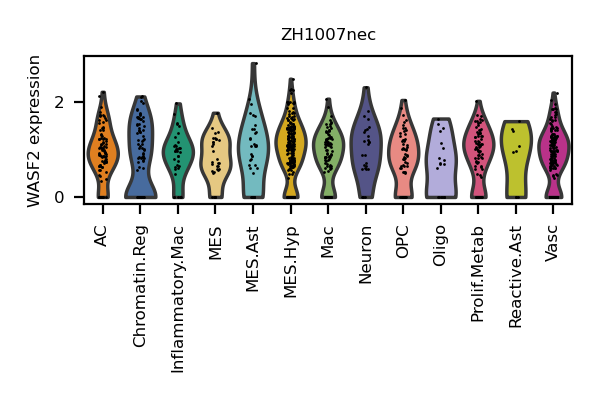 ZH1007nec
WASF2 expression
2
0
AC
Chromatin.Reg
Inflammatory.Mac
MES
MES.Ast
MES.Hyp
Mac
Neuron
OPC
Oligo
Prolif.Metab
Reactive.Ast
Vasc